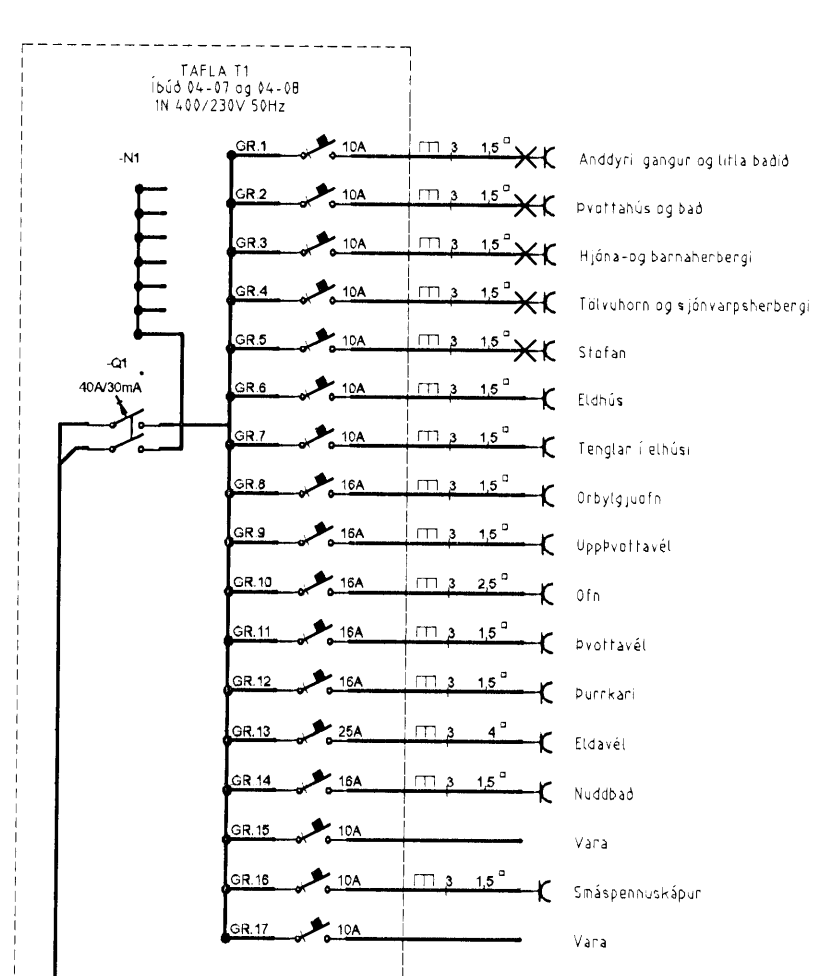 TAFLA T1
Íbúð 04-07 og 04-08
1N 400/230V 50Hz
-N1
-Q1
40A/30mA
GR.1 10A 3 1,5 Anddyri gangur og litla baðið
GR.2 10A 3 1,5 Þvottahús og bað
GR.3 10A 3 1,5 Hjóna-og barnaherbergi
GR.4 10A 3 1,5 Tölvuhorn og sjónvarpsherbergi
GR.5 10A 3 1,5 Stofan
GR.6 10A 3 1,5 Eldhús
GR.7 10A 3 1,5 Tenglar í elhúsi
GR.8 16A 3 1,5 Orbylgjuofn
GR.9 16A 3 1,5 UppÞvottavél
GR.10 16A 3 2,5 Ofn
GR.11 16A 3 1,5 Þvottavél
GR.12 16A 3 1,5 Þurrkari
GR.13 25A 3 4 Eldavél
GR.14 16A 3 1,5 Nuddbað
GR.15 10A Vara
GR.16 10A 3 1,5 Smáspennuskápur
GR.17 10A Vara